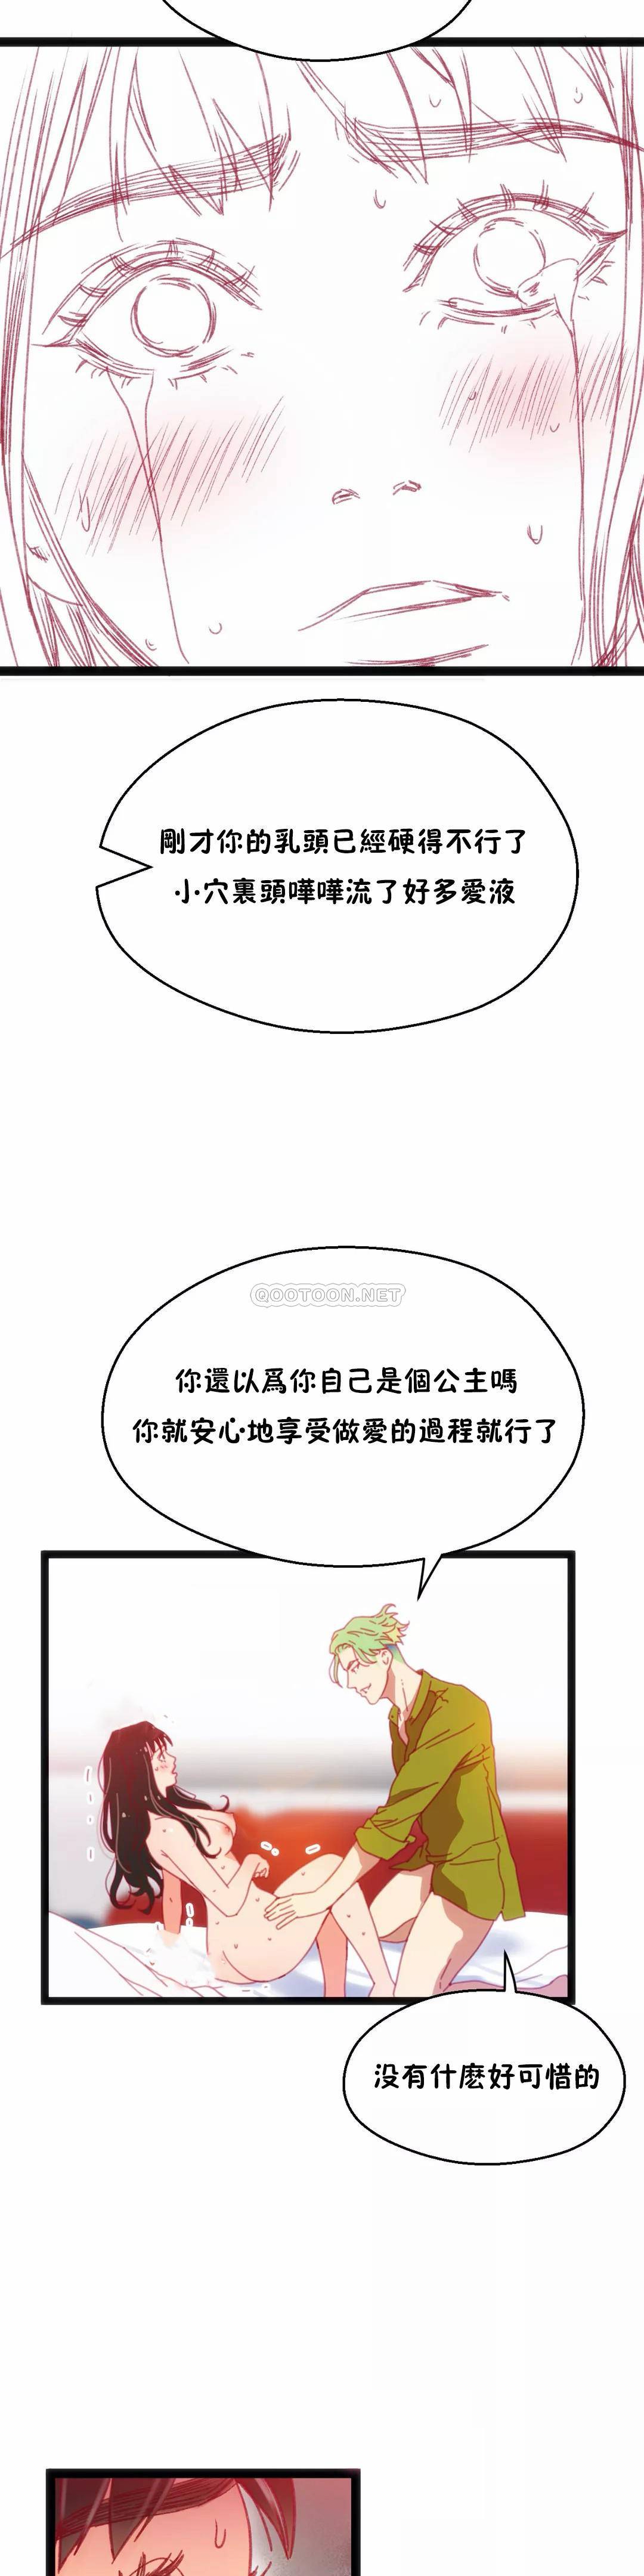 剛才你的乳頭已經硬得不行了
小穴裏頭嘩嘩流了好多愛液
QOOTOON.NET
你還以爲你自己是個公主嗎
你就安心地享受做愛的過程就行了
没有什麽好可惜的